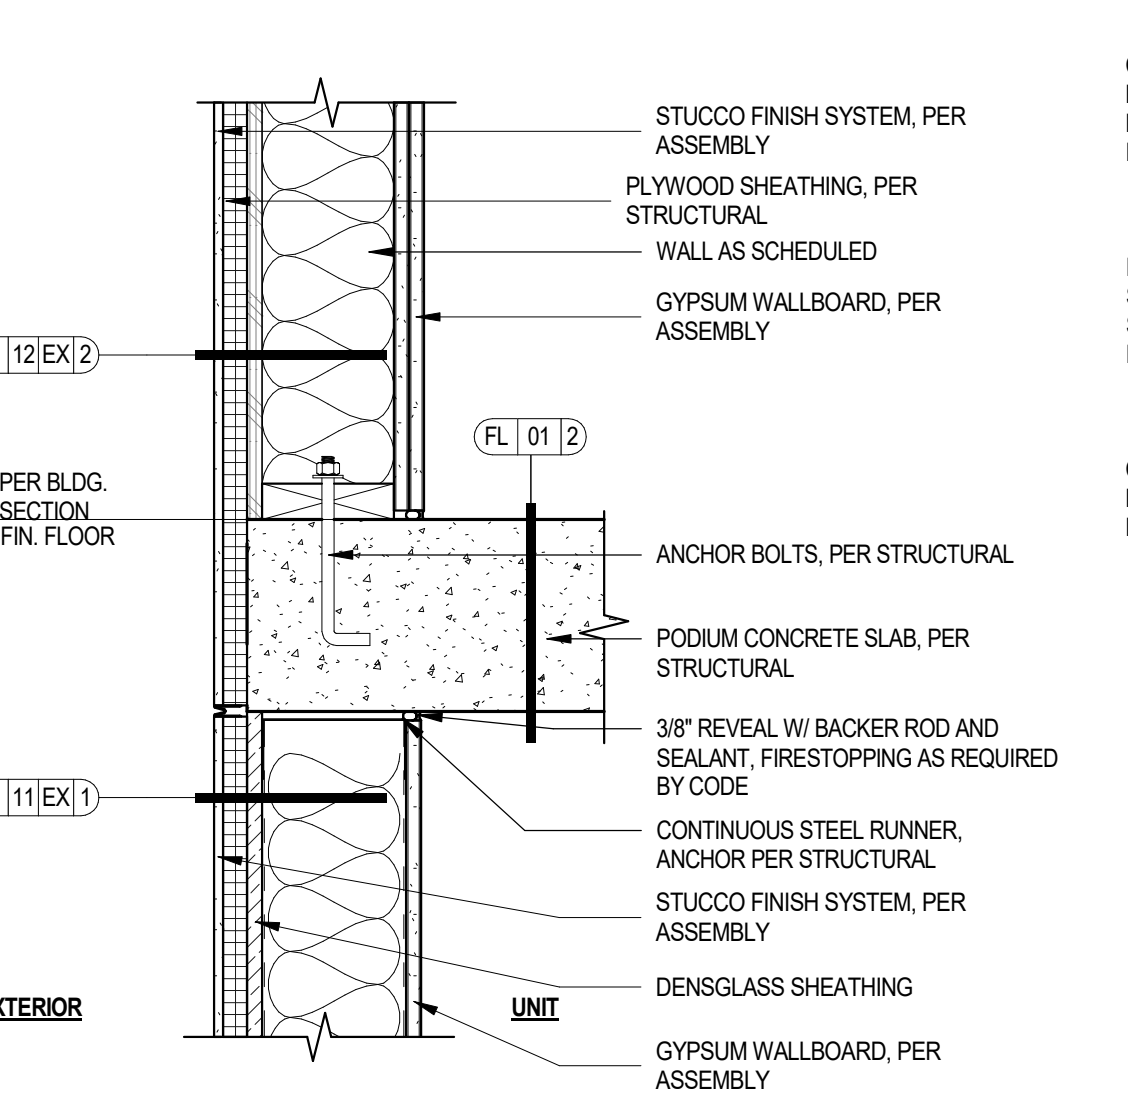 STUCCO FINISH SYSTEM, PER
ASSEMBLY
PLYWOOD SHEATHING, PER
STRUCTURAL
WALL AS SCHEDULED
GYPSUM WALLBOARD, PER
ASSEMBLY
12 EX 2
FL 01 2
PER BLDG.
SECTION
FIN. FLOOR
ANCHOR BOLTS, PER STRUCTURAL
PODIUM CONCRETE SLAB, PER
STRUCTURAL
3/8" REVEAL W/ BACKER ROD AND
SEALANT, FIRESTOPPING AS REQUIRED
BY CODE
11 EX 1
CONTINUOUS STEEL RUNNER,
ANCHOR PER STRUCTURAL
STUCCO FINISH SYSTEM, PER
ASSEMBLY
DENSGLASS SHEATHING
XTERIOR
UNIT
GYPSUM WALLBOARD, PER
ASSEMBLY